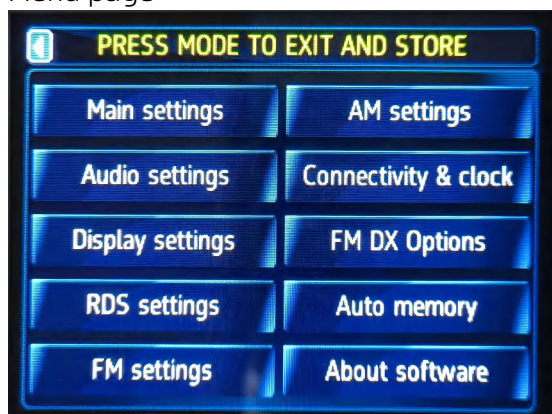 Menu page
PRESS MODE TO EXIT AND STORE
Main settings
AM settings
Audio settings
Connectivity & clock
Display settings
FM DX Options
RDS settings
Auto memory
FM settings
About software